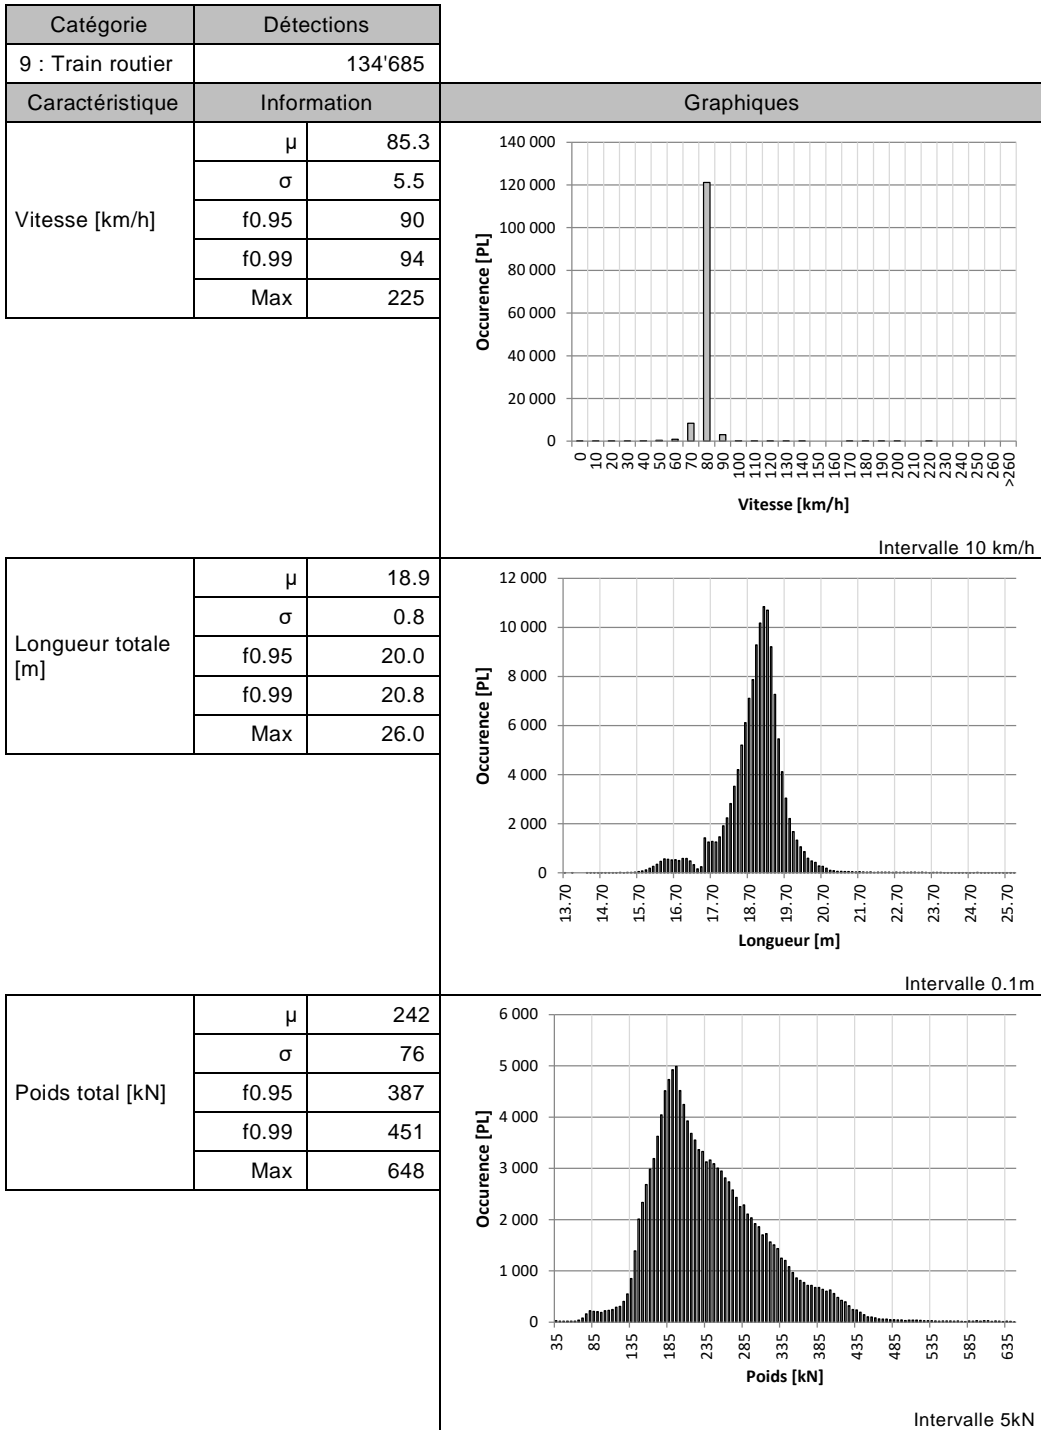 Catégorie Détections
9 : Train routier 134'685
Caractéristique Information Graphiques
Vitesse [km/h]
µ 85.3
σ 5.5
f0.95 90
f0.99 94
Max 225
140 000
120 000
100 000
80 000
60 000
40 000
20 000
0
Occurence [PL]
0 10 20 30 40 50 60 70 80 90 100 110 120 130 140 150 160 170 180 190 200 210 220 230 240 250 260 >260
Vitesse [km/h]
Intervalle 10 km/h
Longueur totale
[m]
µ 18.9
σ 0.8
f0.95 20.0
f0.99 20.8
Max 26.0
12 000
10 000
8 000
6 000
4 000
2 000
0
Occurence [PL]
13.70 14.70 15.70 16.70 17.70 18.70 19.70 20.70 21.70 22.70 23.70 24.70 25.70
Longueur [m]
Intervalle 0.1m
Poids total [kN]
µ 242
σ 76
f0.95 387
f0.99 451
Max 648
6 000
5 000
4 000
3 000
2 000
1 000
0
Occurence [PL]
35 85 135 185 235 285 335 385 435 485 535 585 635
Poids [kN]
Intervalle 5kN